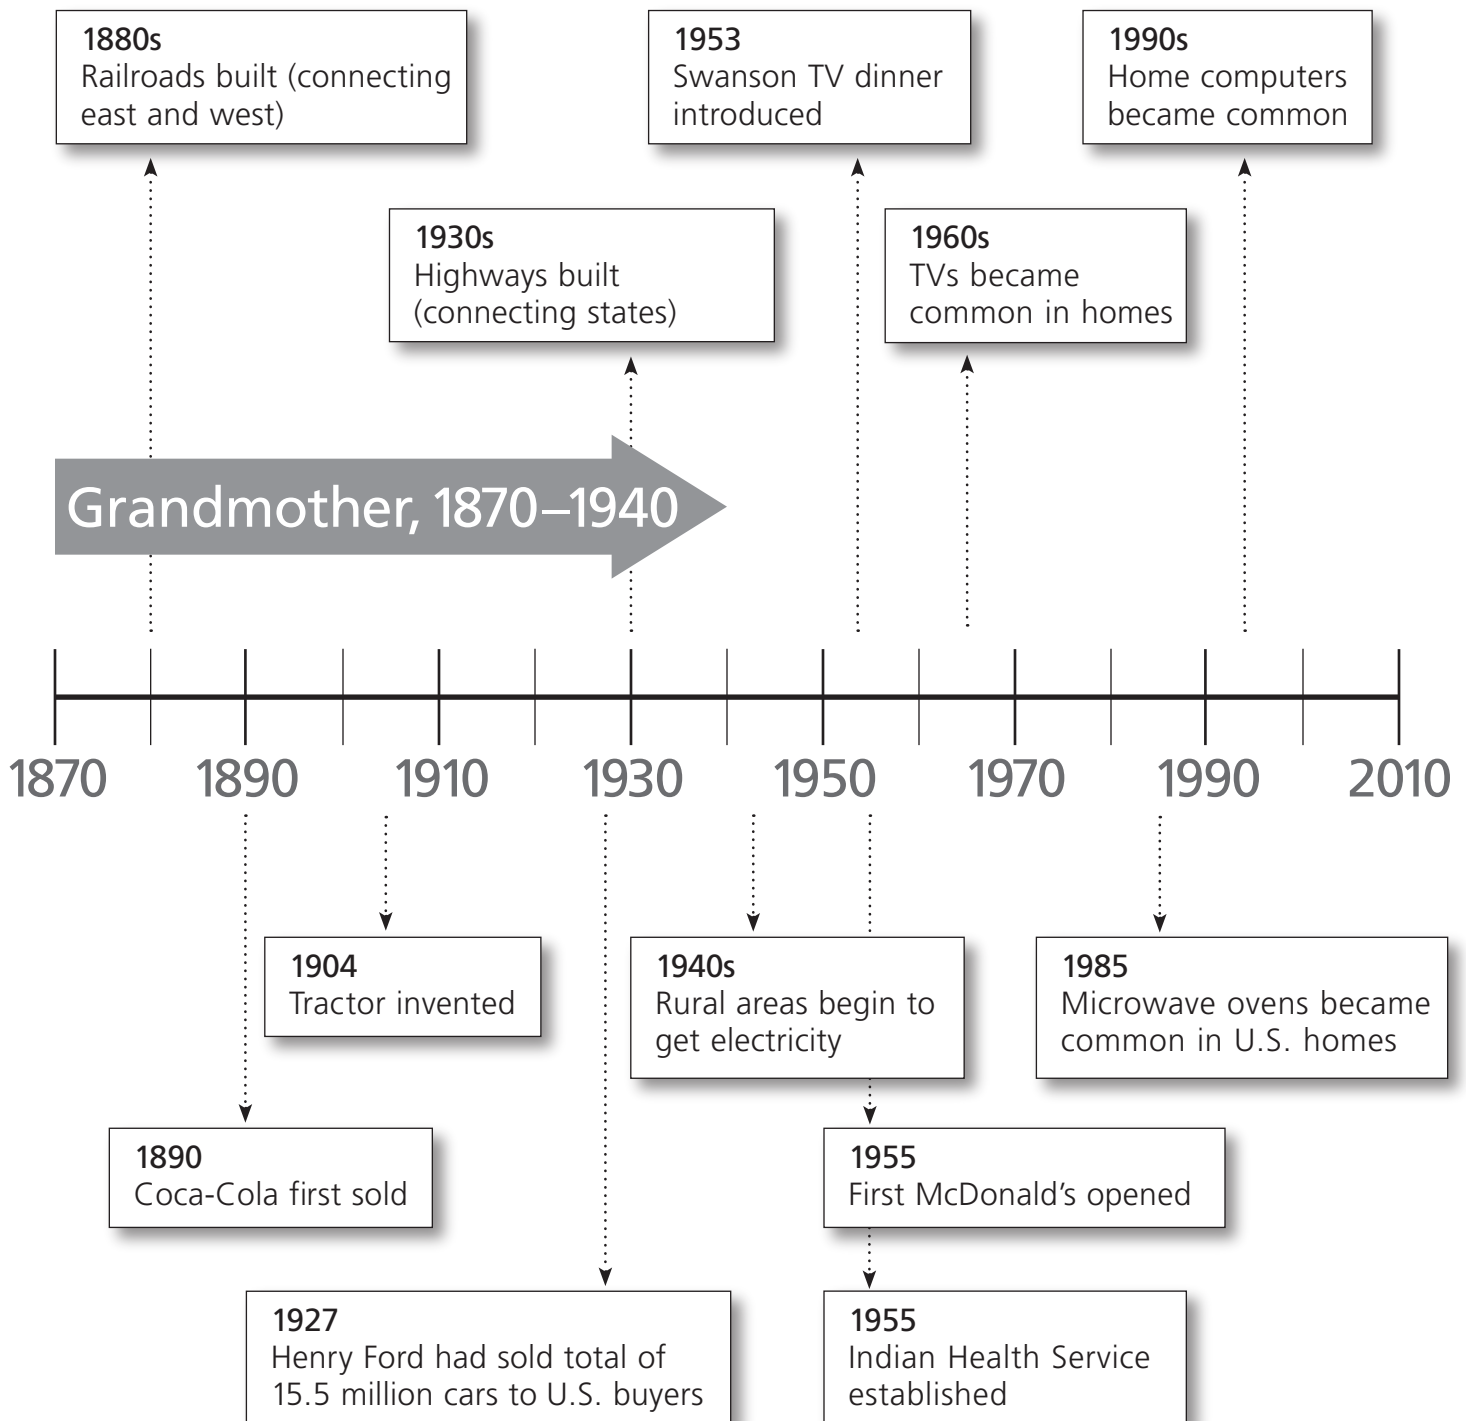 1880s
Railroads built (connecting
east and west)
1953
Swanson TV dinner
introduced
1990s
Home computers
became common
1930s
Highways built
(connecting states)
1960s
TVs became
common in homes
Grandmother, 1870–1940
1870
1890
1910
1930
1950
1970
1990
2010
1904
Tractor invented
1940s
Rural areas begin to
get electricity
1985
Microwave ovens became
common in U.S. homes
1890
Coca-Cola first sold
1955
First McDonald’s opened
1927
Henry Ford had sold total of
15.5 million cars to U.S. buyers
1955
Indian Health Service
established